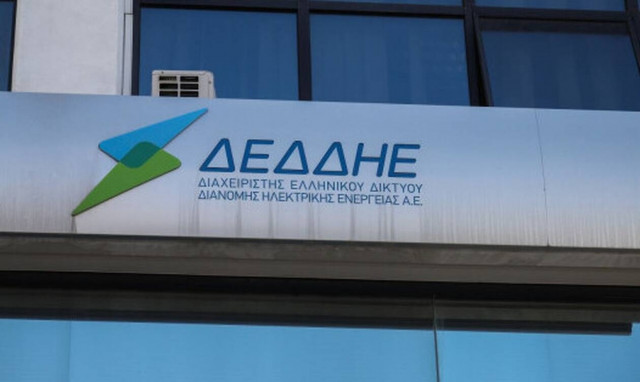 ΔΕΔΔΗΕ
ΔΙΑΧΕΙΡΙΣΤΗΣ ΕΛΛΗΝΙΚΟΥ ΔΙΚΤΥΟΥ
ΔΙΑΝΟΜΗΣ ΗΛΕΚΤΡΙΚΗΣ ΕΝΕΡΓΕΙΑΣ Α.Ε.